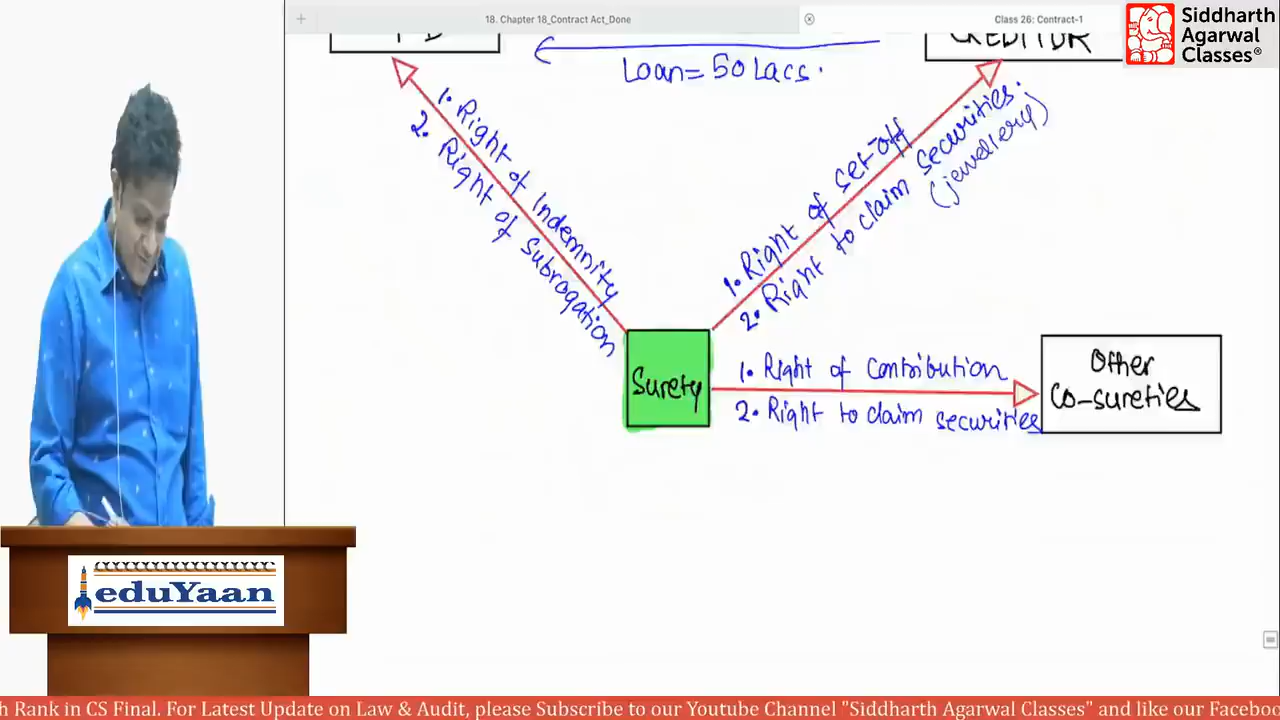 18. Chapter 18_Contract Act_Done
Class 26: Contract-1
Siddharth
Agarwal
Classes®
CREDITOR
Loan= 50 Lacs.
1. Right of Indemnity
2. Right of subrogation
1. Right of set-off
2. Right to claim securities.
(jewellery)
Surety
1. Right of contribution
2. Right to claim securities
Other
Co-sureties
eduYaan
h Rank in CS Final. For Latest Update on Law & Audit, please Subscribe to our Youtube Channel "Siddharth Agarwal Classes" and like our Faceboo